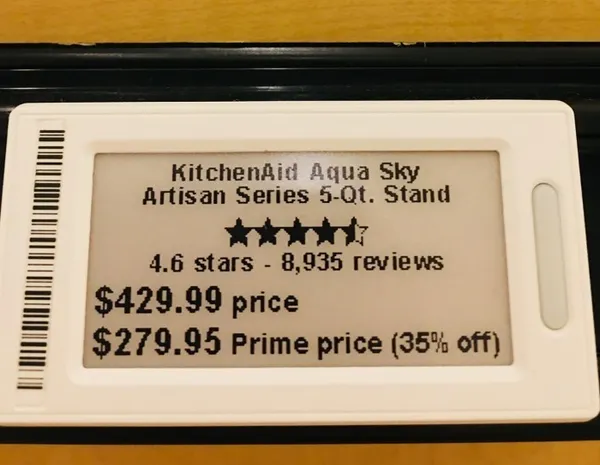 KitchenAid Aqua Sky
Artisan Series 5-Qt. Stand
4.6 stars - 8,935 reviews
$429.99 price
$279.95 Prime price (35% off)